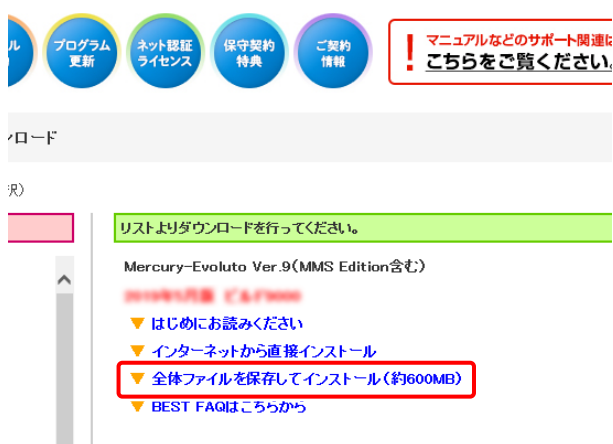 ル
プログラム
更新
ネット認証
ライセンス
保守契約
特典
ご契約
情報
マニュアルなどのサポート関連は
こちらをご覧ください。
ンロード
択）
リストよりダウンロードを行ってください。
Mercury-Evoluto Ver.9(MMS Edition含む)
▼ はじめにお読みください
▼ インターネットから直接インストール
▼ 全体ファイルを保存してインストール(約600MB)
▼ BEST FAQはこちらから